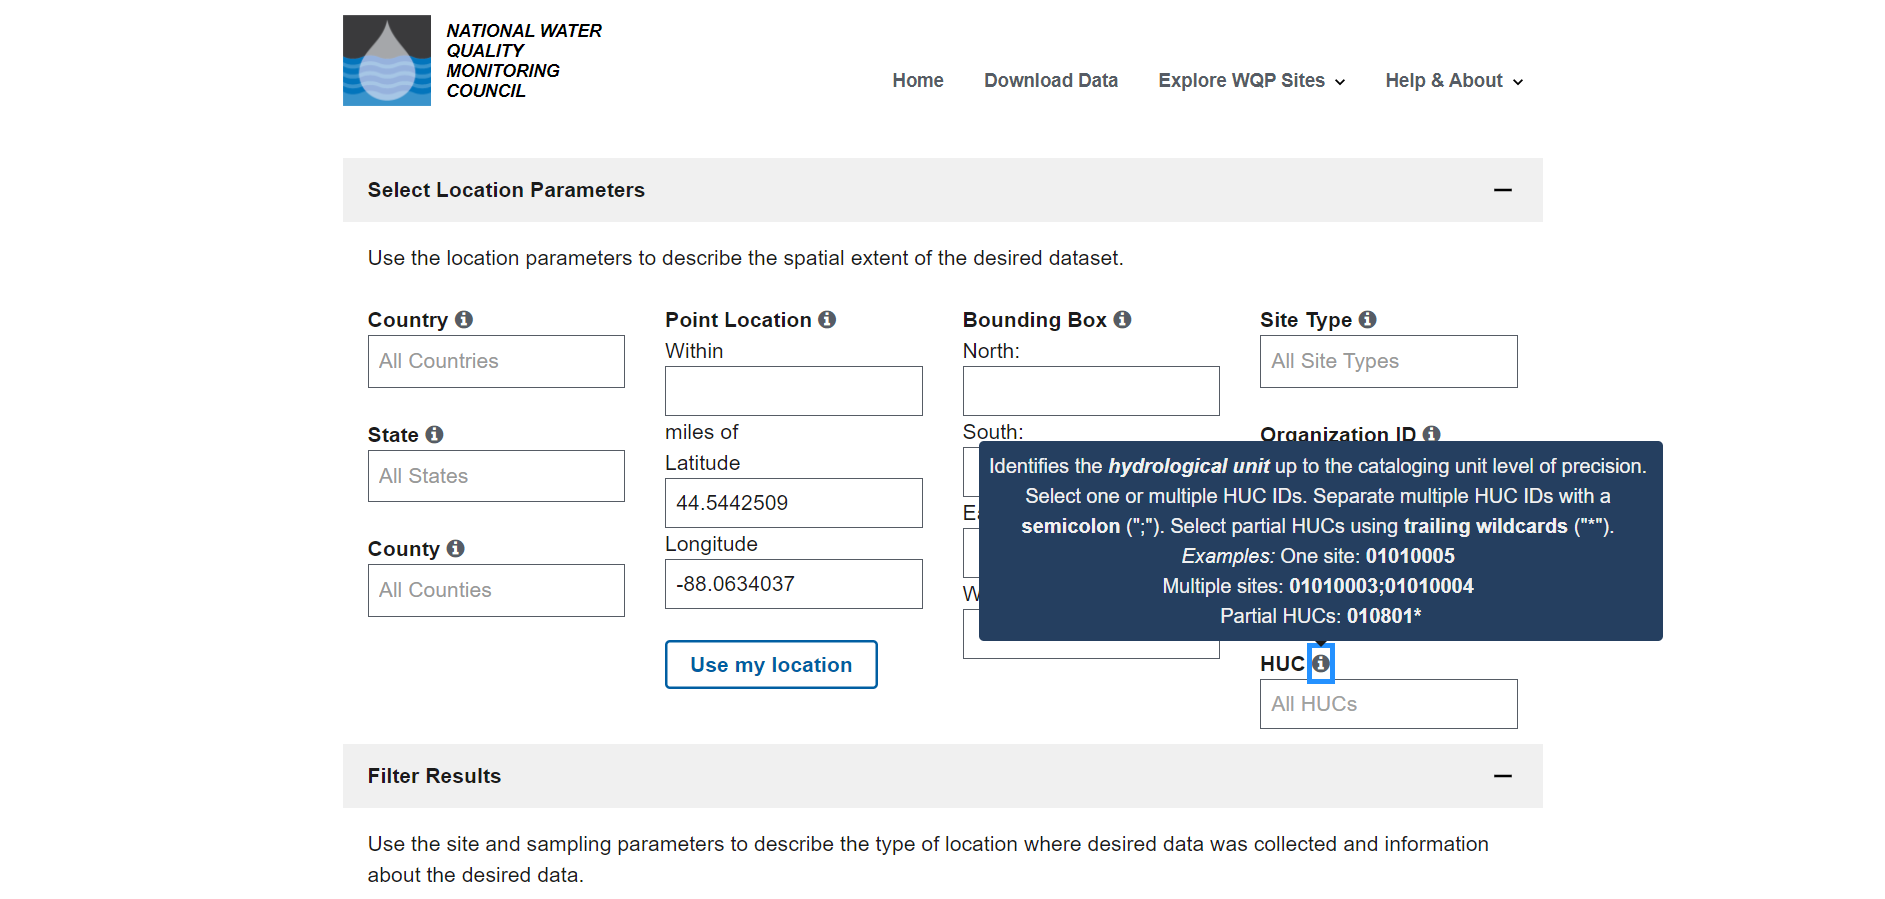 NATIONAL WATER
QUALITY
MONITORING
COUNCIL
Home
Download Data
Explore WQP Sites
Help & About
Select Location Parameters
Use the location parameters to describe the spatial extent of the desired dataset.
Country
All Countries
State
All States
County
All Counties
Point Location
Within
miles of
Latitude
44.5442509
Longitude
-88.0634037
Use my location
Bounding Box
North:
South:
Site Type
All Site Types
Organization ID
Identifies the hydrological unit up to the cataloging unit level of precision.
Select one or multiple HUC IDs. Separate multiple HUC IDs with a
semicolon (";"). Select partial HUCs using trailing wildcards ("*").
Examples: One site: 01010005
Multiple sites: 01010003;01010004
Partial HUCs: 010801*
HUC
All HUCs
Filter Results
Use the site and sampling parameters to describe the type of location where desired data was collected and information
about the desired data.